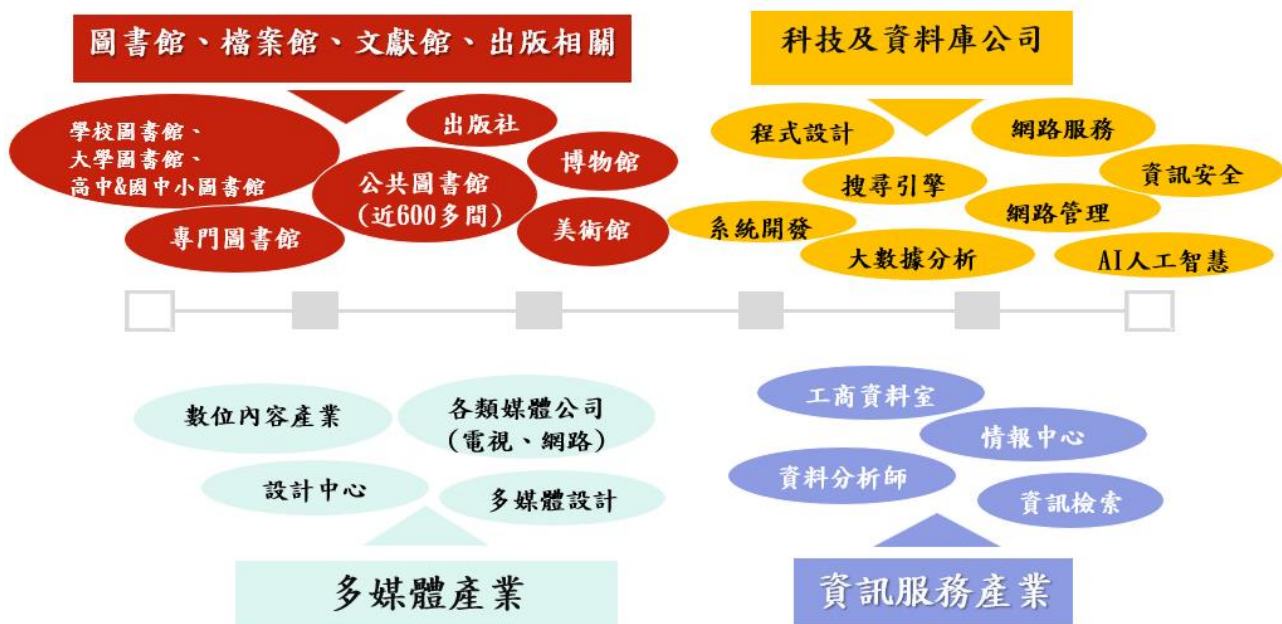 圖書館、檔案館、文獻館、出版相關
學校圖書館、
大學圖書館、
高中&國中小圖書館
出版社
博物館
公共圖書館
(近600多間)
專門圖書館
美術館
科技及資料庫公司
程式設計
網路服務
搜尋引擎
資訊安全
系統開發
網路管理
大數據分析
AI人工智慧
數位內容產業
各類媒體公司
(電視、網路)
設計中心
多媒體設計
多媒體產業
工商資料室
情報中心
資料分析師
資訊檢索
資訊服務產業